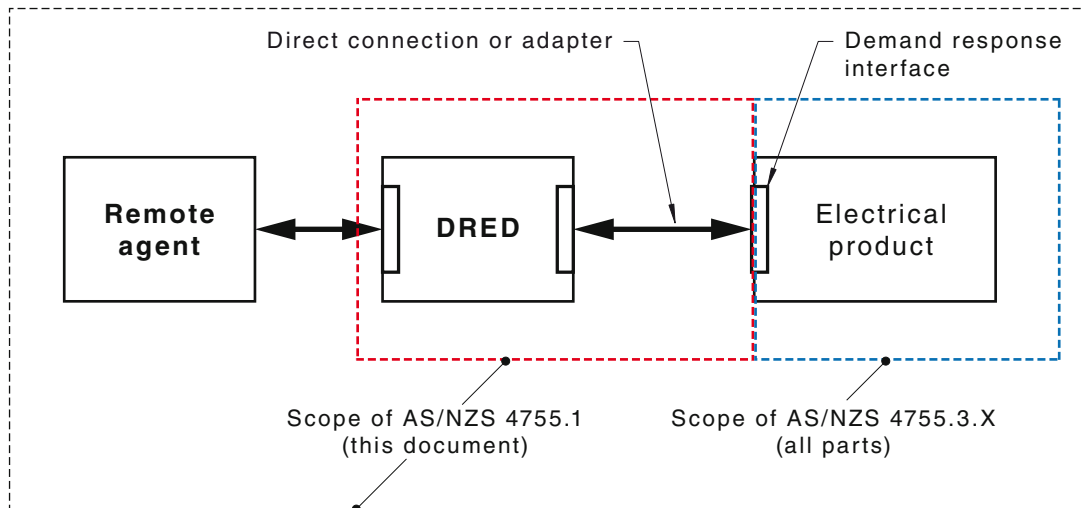 Direct connection or adapter
Demand response
interface
Remote
agent
DRED
Electrical
product
Scope of AS/NZS 4755.1
(this document)
Scope of AS/NZS 4755.3.X
(all parts)